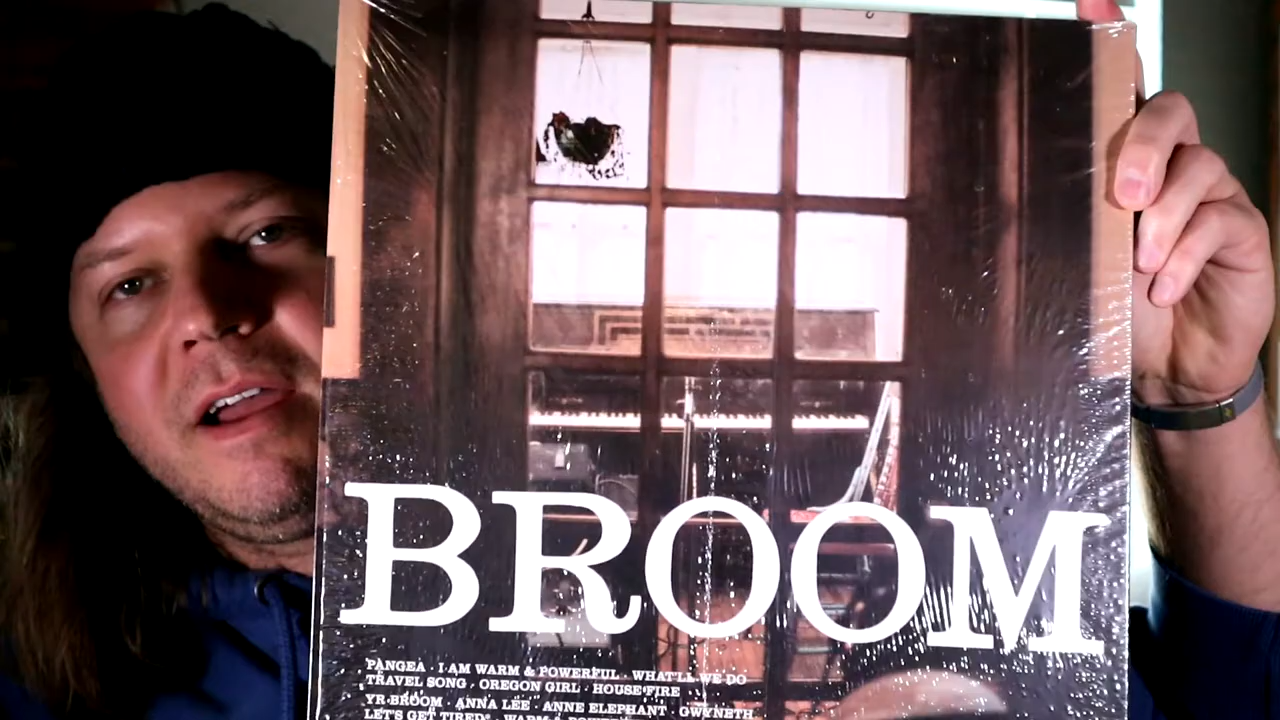 BROOM
PANGEA · I AM WARM & POWERFUL · WHAT'LL WE DO
TRAVEL SONG · OREGON GIRL · HOUSE FIRE
YR BROOM · ANNA LEE · ANNE ELEPHANT · GWYNETH
LET'S GET TIRED · WARM &